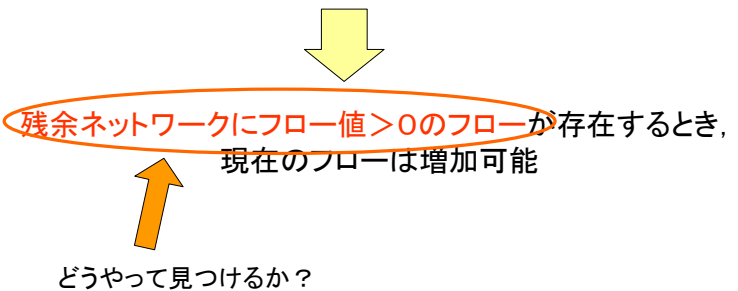 残余ネットワークにフロー値＞０のフローが存在するとき，
現在のフローは増加可能
どうやって見つけるか？